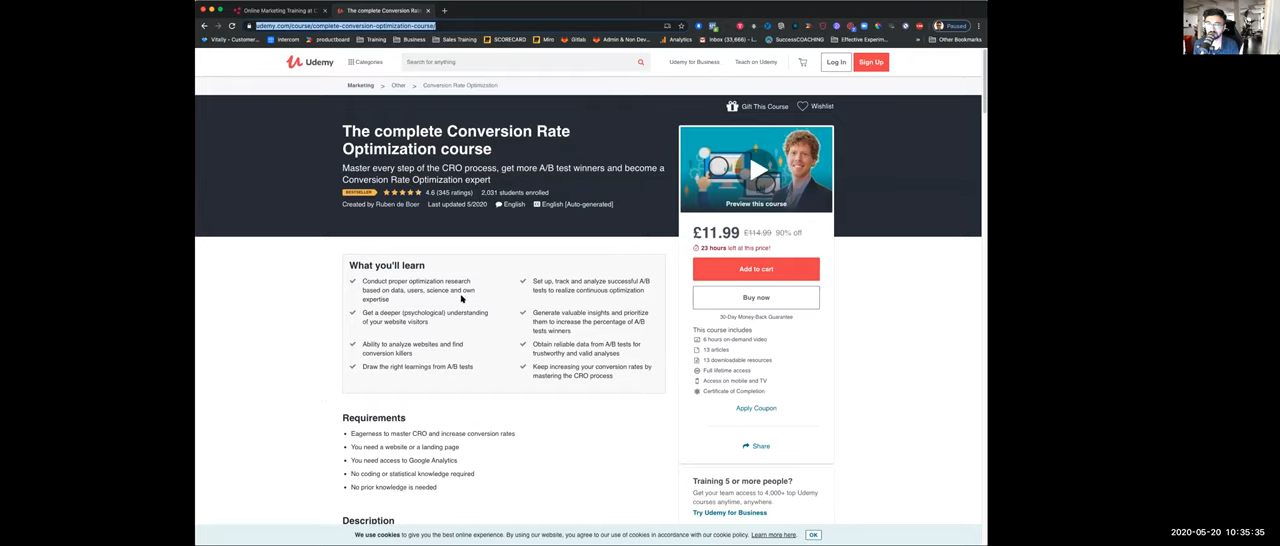 Online Marketing Training at C
The complete Conversion Rate
udemy.com/course/complete-conversion-optimization-course/
Paused
Vitally - Customer...
intercom
productboard
Training
Business
Sales Training
SCORECARD
Miro
Gitlab
Admin & Non Dev...
Analytics
Inbox (33,666)
SuccessCOACHING
Effective Experim...
»
Other Bookmarks
Udemy
Categories
Search for anything
Udemy for Business
Teach on Udemy
Log In
Sign Up
Marketing
Other
Conversion Rate Optimization
Gift This Course
Wishlist
The complete Conversion Rate
Optimization course
Master every step of the CRO process, get more A/B test winners and become a
Conversion Rate Optimization expert
BESTSELLER 4.6 (345 ratings) 2,031 students enrolled
Created by Ruben de Boer Last updated 5/2020 English English [Auto-generated]
Preview this course
£11.99 £114.99 90% off
23 hours left at this price!
Add to cart
Buy now
30-Day Money-Back Guarantee
This course includes
6 hours on-demand video
13 articles
13 downloadable resources
Full lifetime access
Access on mobile and TV
Certificate of Completion
Apply Coupon
Share
Training 5 or more people?
Get your team access to 4,000+ top Udemy
courses anytime, anywhere.
Try Udemy for Business
What you'll learn
Conduct proper optimization research
based on data, users, science and own
expertise
Set up, track and analyze successful A/B
tests to realize continuous optimization
Get a deeper (psychological) understanding
of your website visitors
Generate valuable insights and prioritize
them to increase the percentage of A/B
tests winners
Ability to analyze websites and find
conversion killers
Obtain reliable data from A/B tests for
trustworthy and valid analyses
Draw the right learnings from A/B tests
Keep increasing your conversion rates by
mastering the CRO process
Requirements
• Eagerness to master CRO and increase conversion rates
• You need a website or a landing page
• You need access to Google Analytics
• No coding or statistical knowledge required
• No prior knowledge is needed
Description
We use cookies to give you the best online experience. By using our website, you agree to our use of cookies in accordance with our cookie policy. Learn more here. OK
2020-05-20 10:35:35